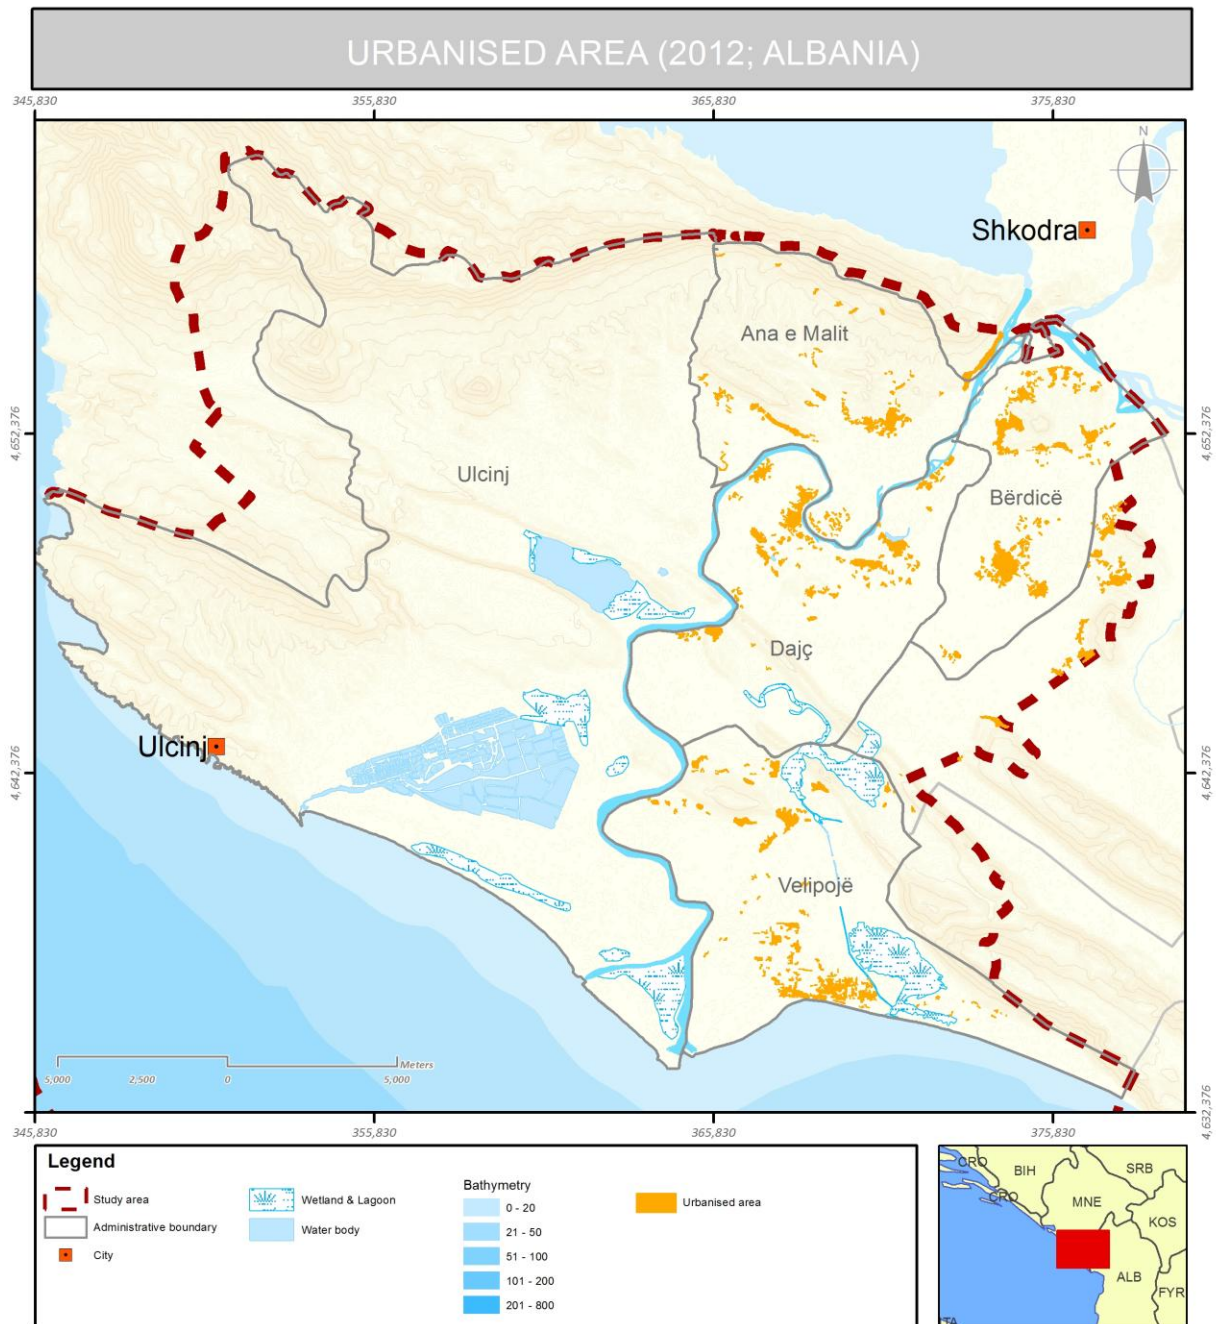 URBANISED AREA (2012; ALBANIA)
345,830
355,830
365,830
375,830
N
Shkodra
Ana e Malit
4,652,376
4,652,376
Ulcinj
Bërdicë
Dajç
Ulcinj
4,642,376
4,642,376
Velipojë
Meters
5,000
2,500
0
5,000
4,632,376
345,830
355,830
365,830
375,830
Legend
Study area
Administrative boundary
City
Wetland & Lagoon
Water body
Bathymetry
0 - 20
21 - 50
51 - 100
101 - 200
201 - 800
Urbanised area
CRO
BIH
SRB
CRO
MNE
KOS
ALB
FYR
TA